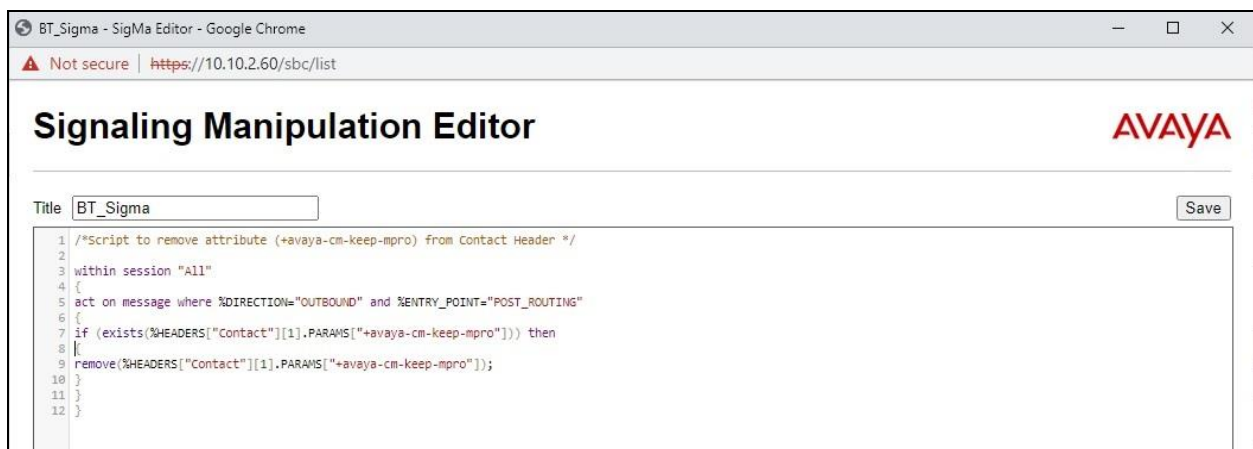 BT_Sigma - SigMa Editor - Google Chrome
Not secure | https://10.10.2.60/sbc/list
Signaling Manipulation Editor
AVAYA
Title BT_Sigma Save
1 /*Script to remove attribute (+avaya-cm-keep-mpro) from Contact Header */
2
3 within session "All"
4 {
5 act on message where %DIRECTION="OUTBOUND" and %ENTRY_POINT="POST_ROUTING"
6 {
7 if (exists(%HEADERS["Contact"][1].PARAMS["+avaya-cm-keep-mpro"])) then
8 {
9 remove(%HEADERS["Contact"][1].PARAMS["+avaya-cm-keep-mpro"]);
10 }
11 }
12 }